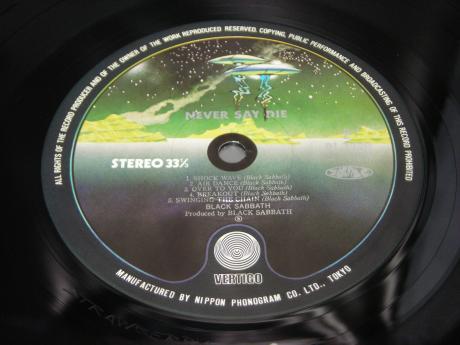 ALL RIGHTS OF THE RECORD PRODUCER AND OF THE OWNER OF THE WORK REPRODUCED RESERVED. COPYING, PUBLIC PERFORMANCE AND BROADCASTING OF THIS RECORD PROHIBITED
NEVER SAY DIE
STEREO 33⅓
1. SHOCK WAVE (Black Sabbath)
2. AIR DANCE (Black Sabbath)
3. OVER TO YOU (Black Sabbath)
4. BREAKOUT (Black Sabbath)
5. SWINGING THE CHAIN (Black Sabbath)
BLACK SABBATH
Produced by BLACK SABBATH
VERTIGO
MANUFACTURED BY NIPPON PHONOGRAM CO. LTD., TOKYO